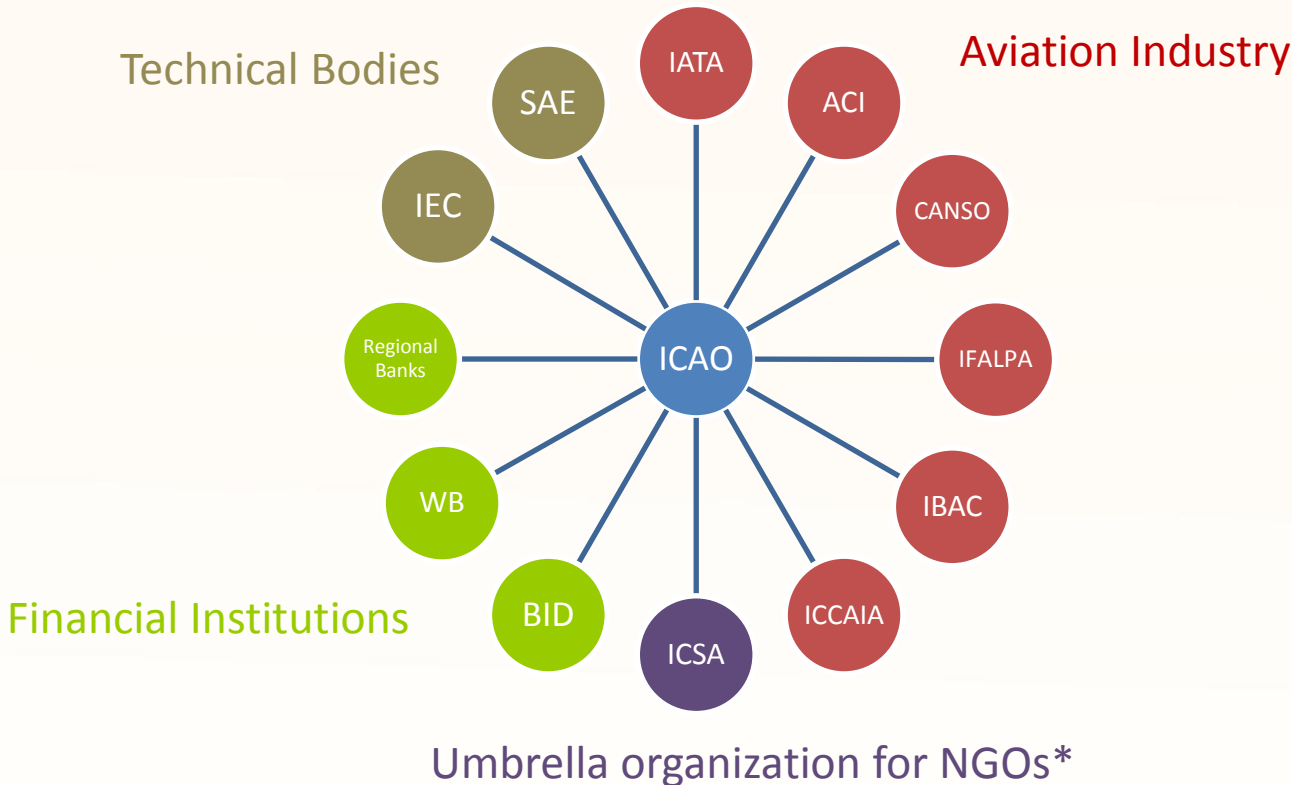 Technical Bodies
Aviation Industry
IATA
SAE
ACI
IEC
CANSO
Regional
Banks
ICAO
IFALPA
WB
IBAC
Financial Institutions
BID
ICCAIA
ICSA
Umbrella organization for NGOs*